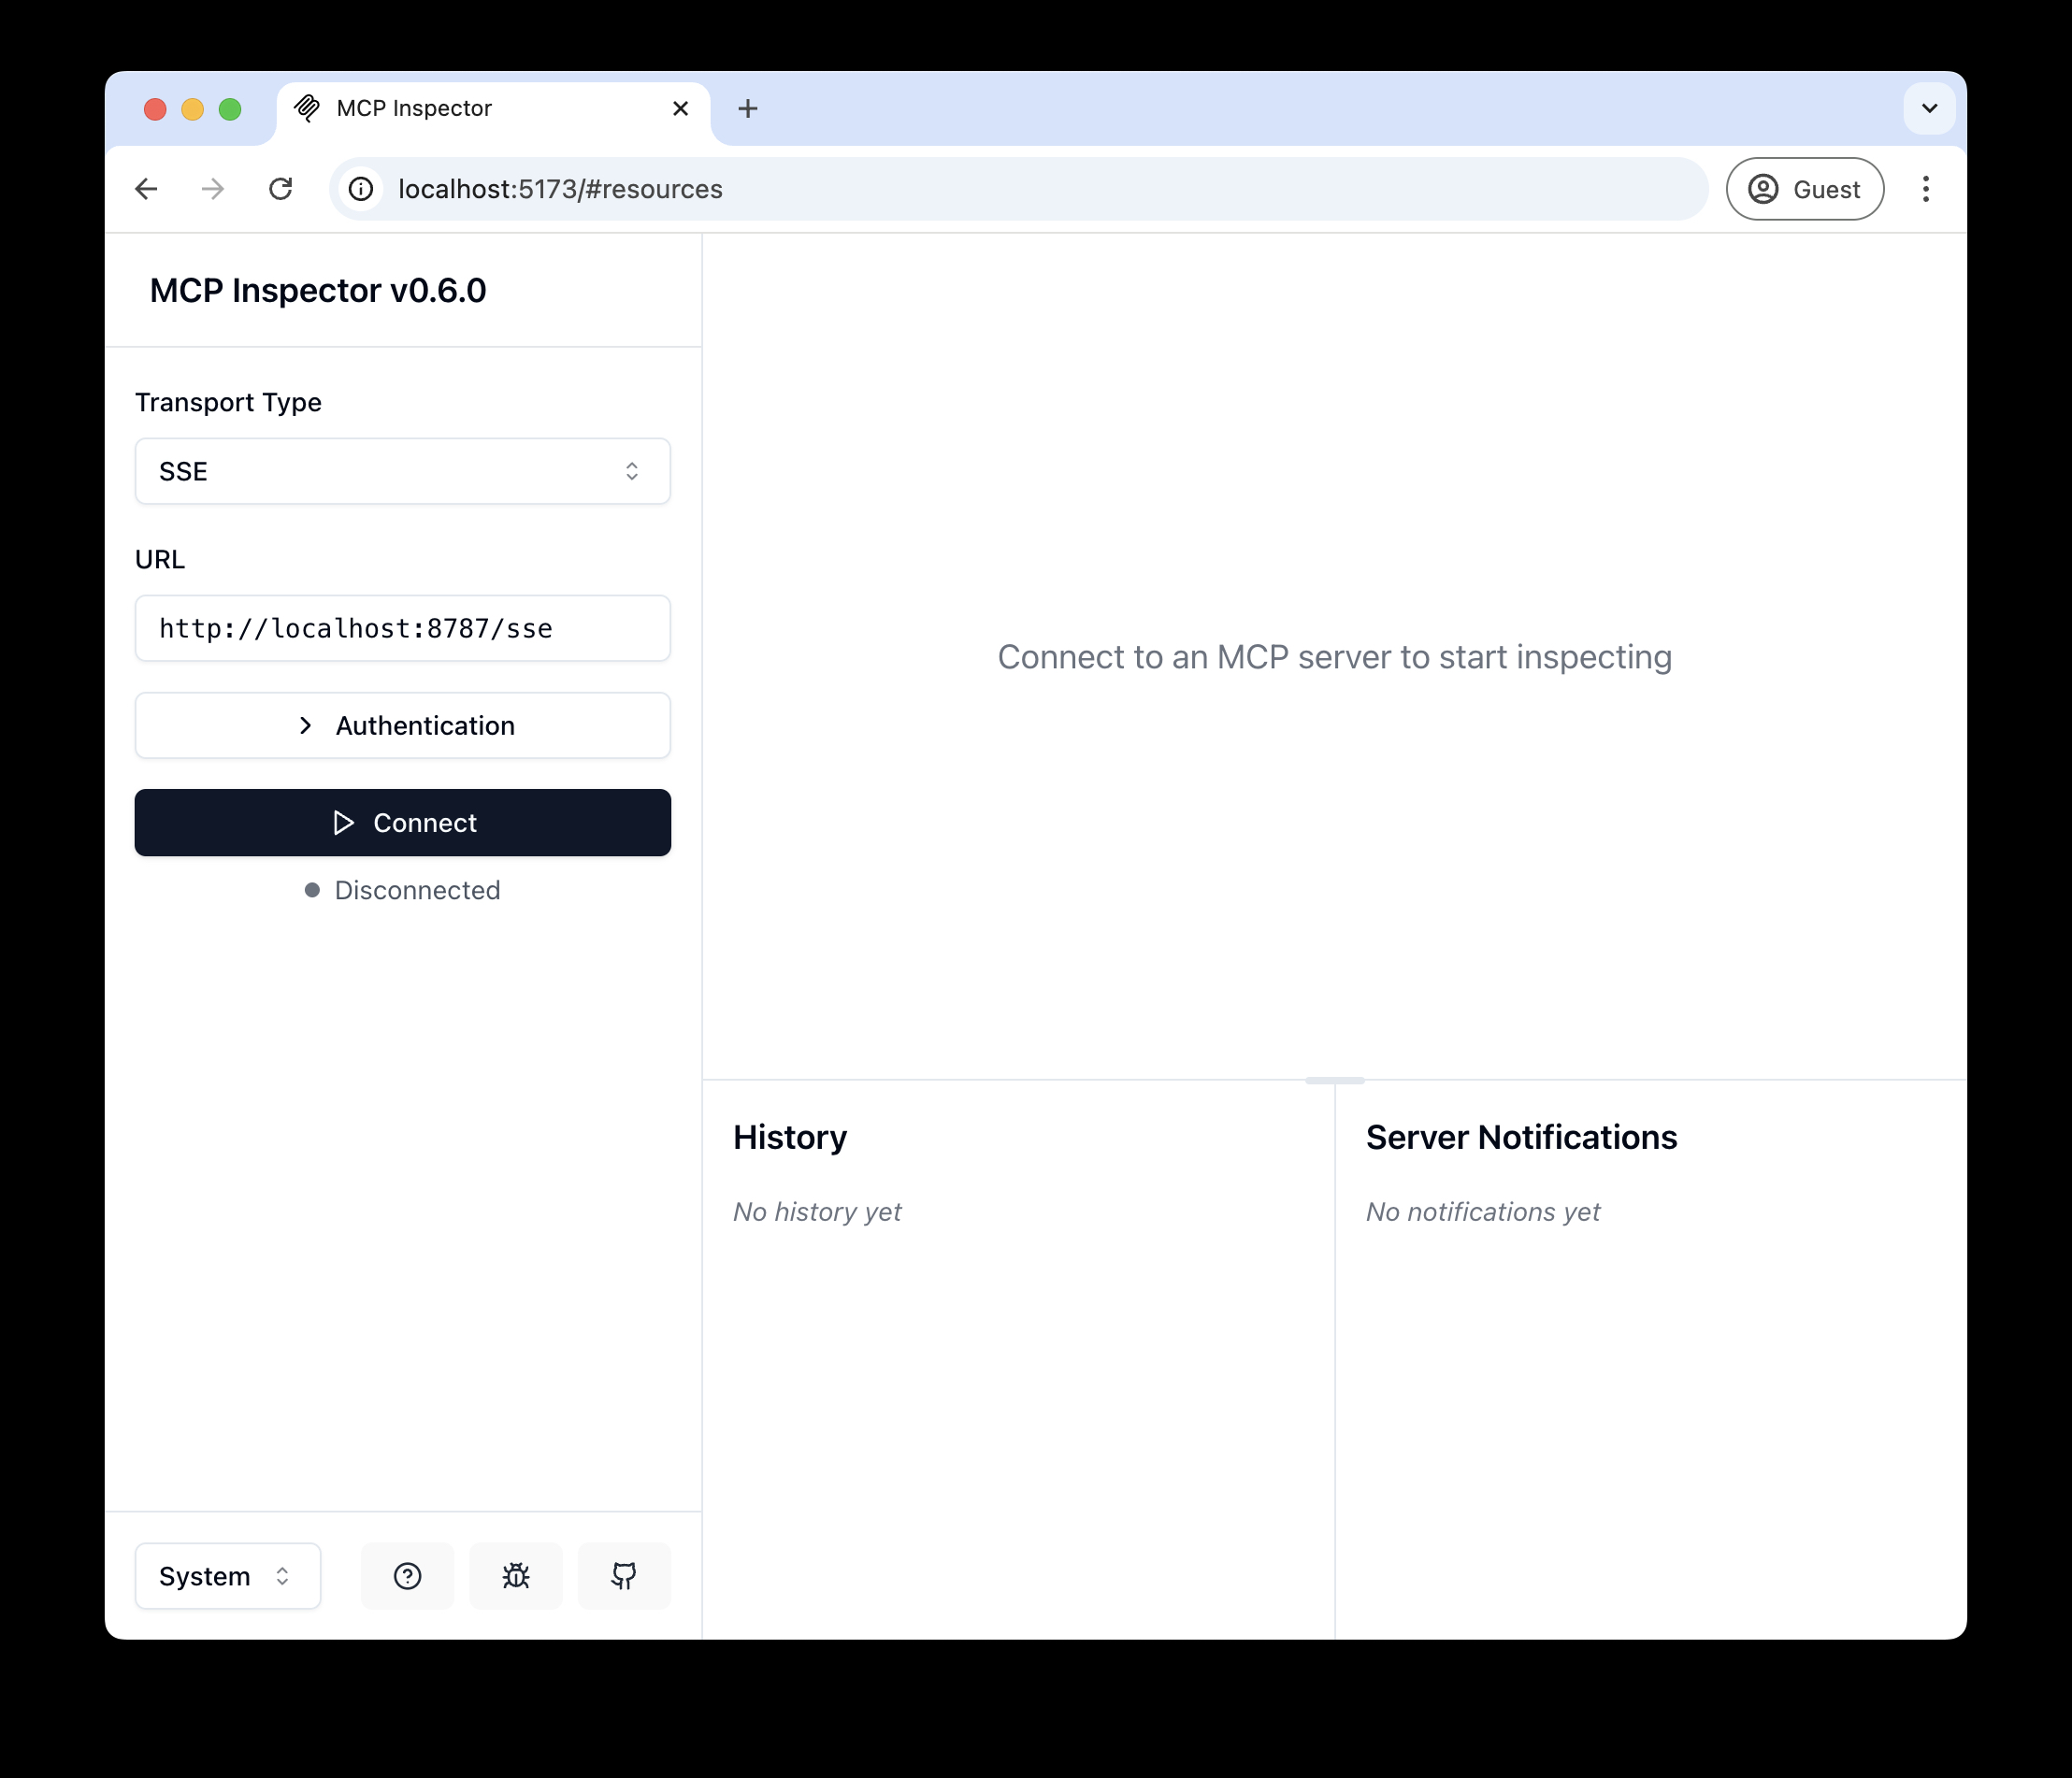 MCP Inspector
localhost:5173/#resources
Guest
MCP Inspector v0.6.0
Transport Type
SSE
URL
http://localhost:8787/sse
Authentication
Connect
Disconnected
System
Connect to an MCP server to start inspecting
History
No history yet
Server Notifications
No notifications yet